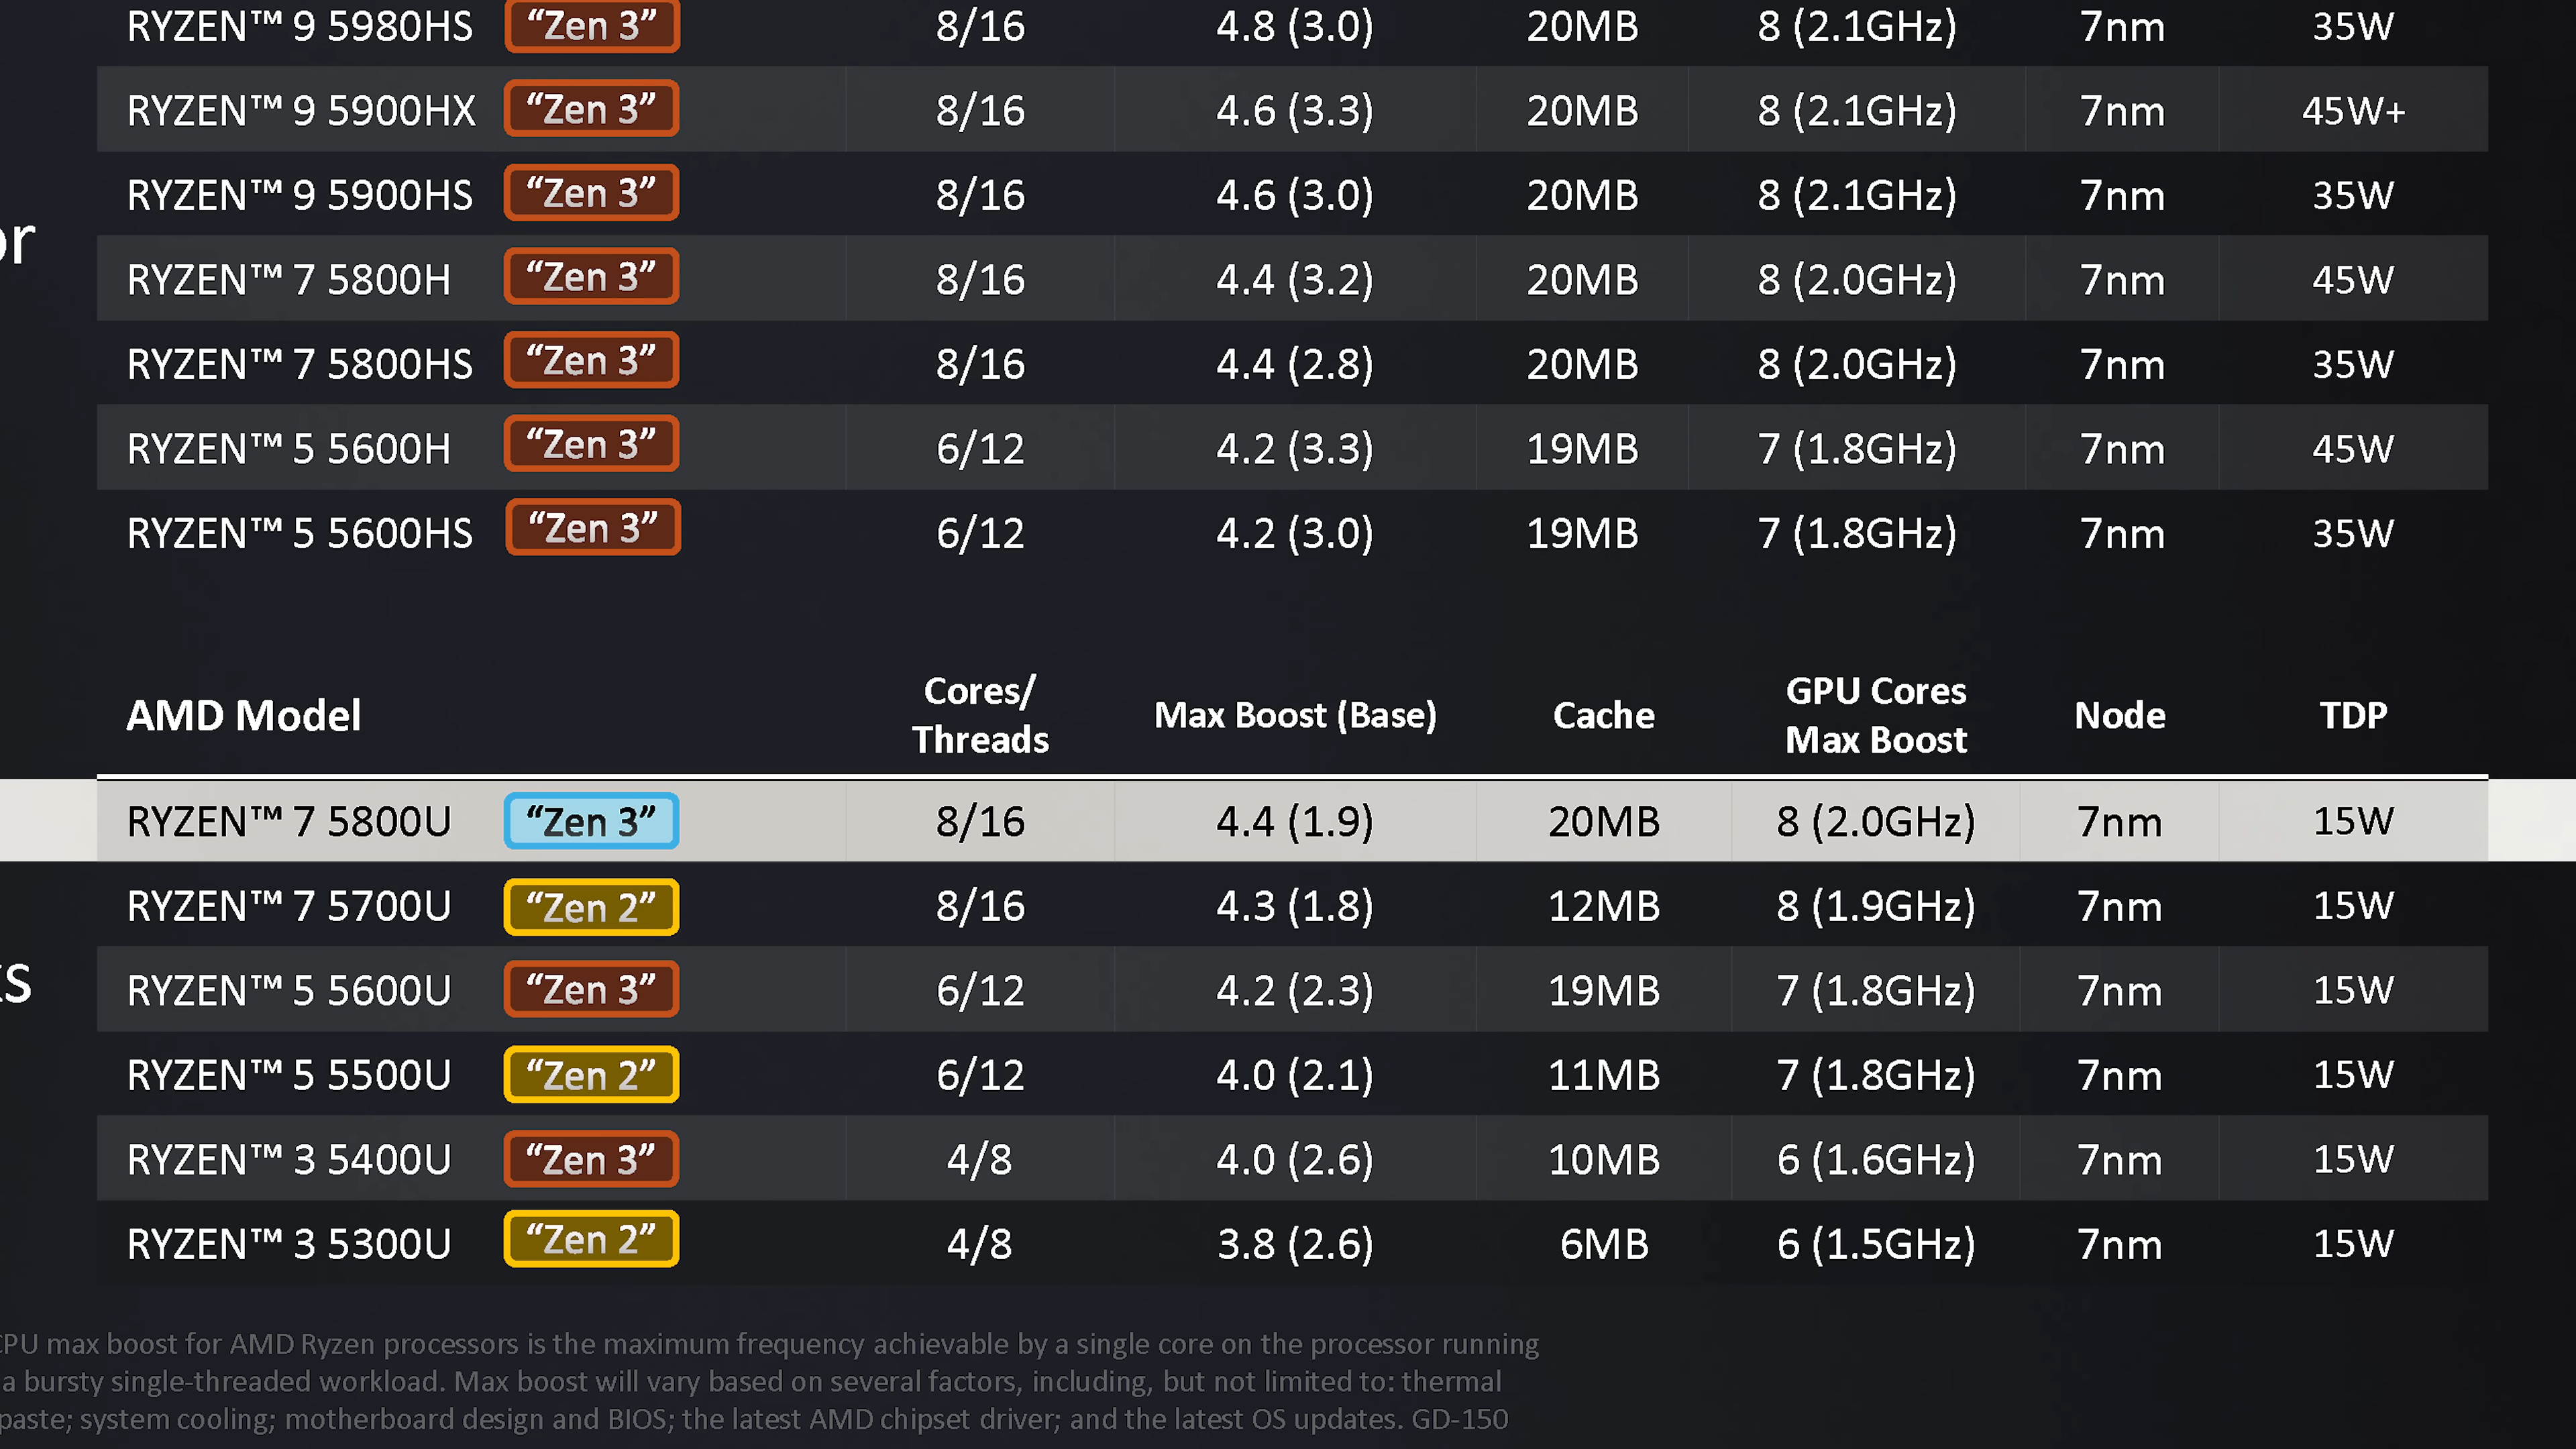 RYZEN™ 9 5980HS "Zen 3" 8/16 4.8 (3.0) 20MB 8 (2.1GHz) 7nm 35W
RYZEN™ 9 5900HX “Zen 3” 8/16 4.6 (3.3) 20MB 8 (2.1GHz) 7nm 45W+
RYZEN™ 9 5900HS “Zen 3” 8/16 4.6 (3.0) 20MB 8 (2.1GHz) 7nm 35W
or
RYZEN™ 7 5800H “Zen 3” 8/16 4.4 (3.2) 20MB 8 (2.0GHz) 7nm 45W
RYZEN™ 7 5800HS “Zen 3” 8/16 4.4 (2.8) 20MB 8 (2.0GHz) 7nm 35W
RYZEN™ 5 5600H “Zen 3” 6/12 4.2 (3.3) 19MB 7 (1.8GHz) 7nm 45W
RYZEN™ 5 5600HS “Zen 3” 6/12 4.2 (3.0) 19MB 7 (1.8GHz) 7nm 35W
AMD Model Cores/ Threads Max Boost (Base) Cache GPU Cores Max Boost Node TDP
RYZEN™ 7 5800U “Zen 3” 8/16 4.4 (1.9) 20MB 8 (2.0GHz) 7nm 15W
RYZEN™ 7 5700U “Zen 2” 8/16 4.3 (1.8) 12MB 8 (1.9GHz) 7nm 15W
RYZEN™ 5 5600U “Zen 3” 6/12 4.2 (2.3) 19MB 7 (1.8GHz) 7nm 15W
RYZEN™ 5 5500U “Zen 2” 6/12 4.0 (2.1) 11MB 7 (1.8GHz) 7nm 15W
RYZEN™ 3 5400U “Zen 3” 4/8 4.0 (2.6) 10MB 6 (1.6GHz) 7nm 15W
RYZEN™ 3 5300U “Zen 2” 4/8 3.8 (2.6) 6MB 6 (1.5GHz) 7nm 15W
CPU max boost for AMD Ryzen processors is the maximum frequency achievable by a single core on the processor running
a bursty single-threaded workload. Max boost will vary based on several factors, including, but not limited to: thermal
paste; system cooling; motherboard design and BIOS; the latest AMD chipset driver; and the latest OS updates. GD-150